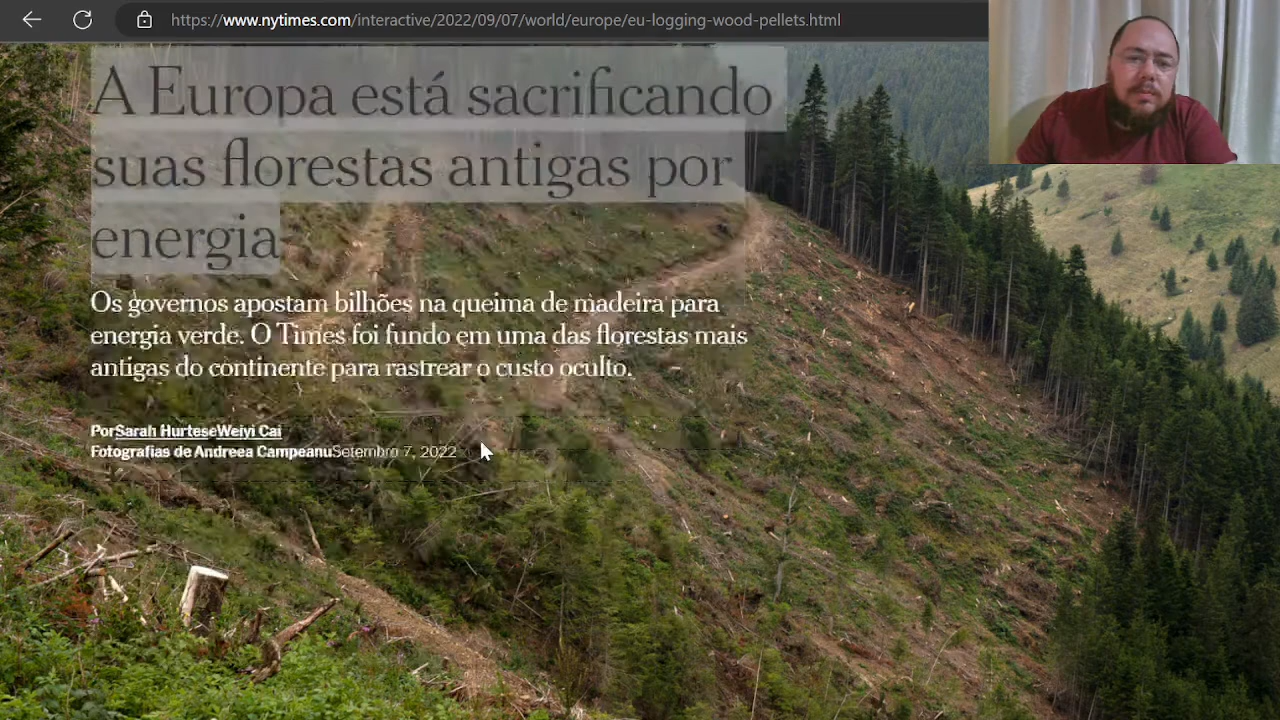 https://www.nytimes.com/interactive/2022/09/07/world/europe/eu-logging-wood-pellets.html
A Europa está sacrificando
suas florestas antigas por
energia
Os governos apostam bilhões na queima de madeira para
energia verde. O Times foi fundo em uma das florestas mais
antigas do continente para rastrear o custo oculto.
PorSarah HurteseWeiyi Cai
Fotografias de Andreea CampeanuSetembro 7, 2022